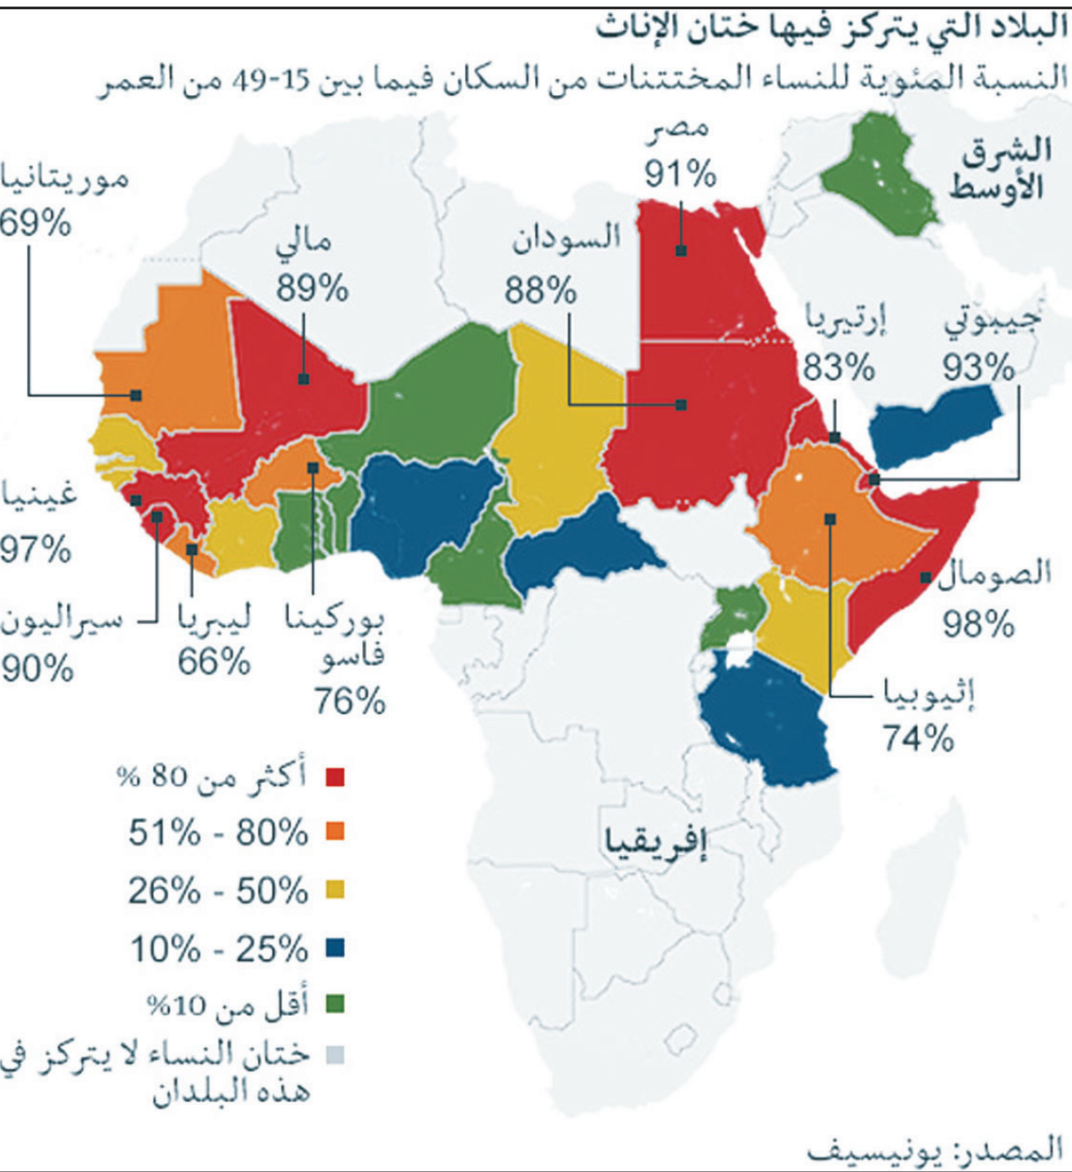 البلاد التي يتركز فيها ختان الإناث
النسبة المئوية للنساء المختتنات من السكان فيما بين 15-49 من العمر
مصر
91%
الشرق
الأوسط
موريتانيا
69%
مالي
89%
السودان
88%
إرتيريا
83%
جيبوتي
93%
غينيا
97%
سيراليون
90%
ليبريا
66%
بوركينا
فاسو
76%
الصومال
98%
إثيوبيا
74%
إفريقيا
أكثر من 80 %
51% - 80%
26% - 50%
10% - 25%
أقل من 10%
ختان النساء لا يتركز في
هذه البلدان
المصدر: يونيسيف